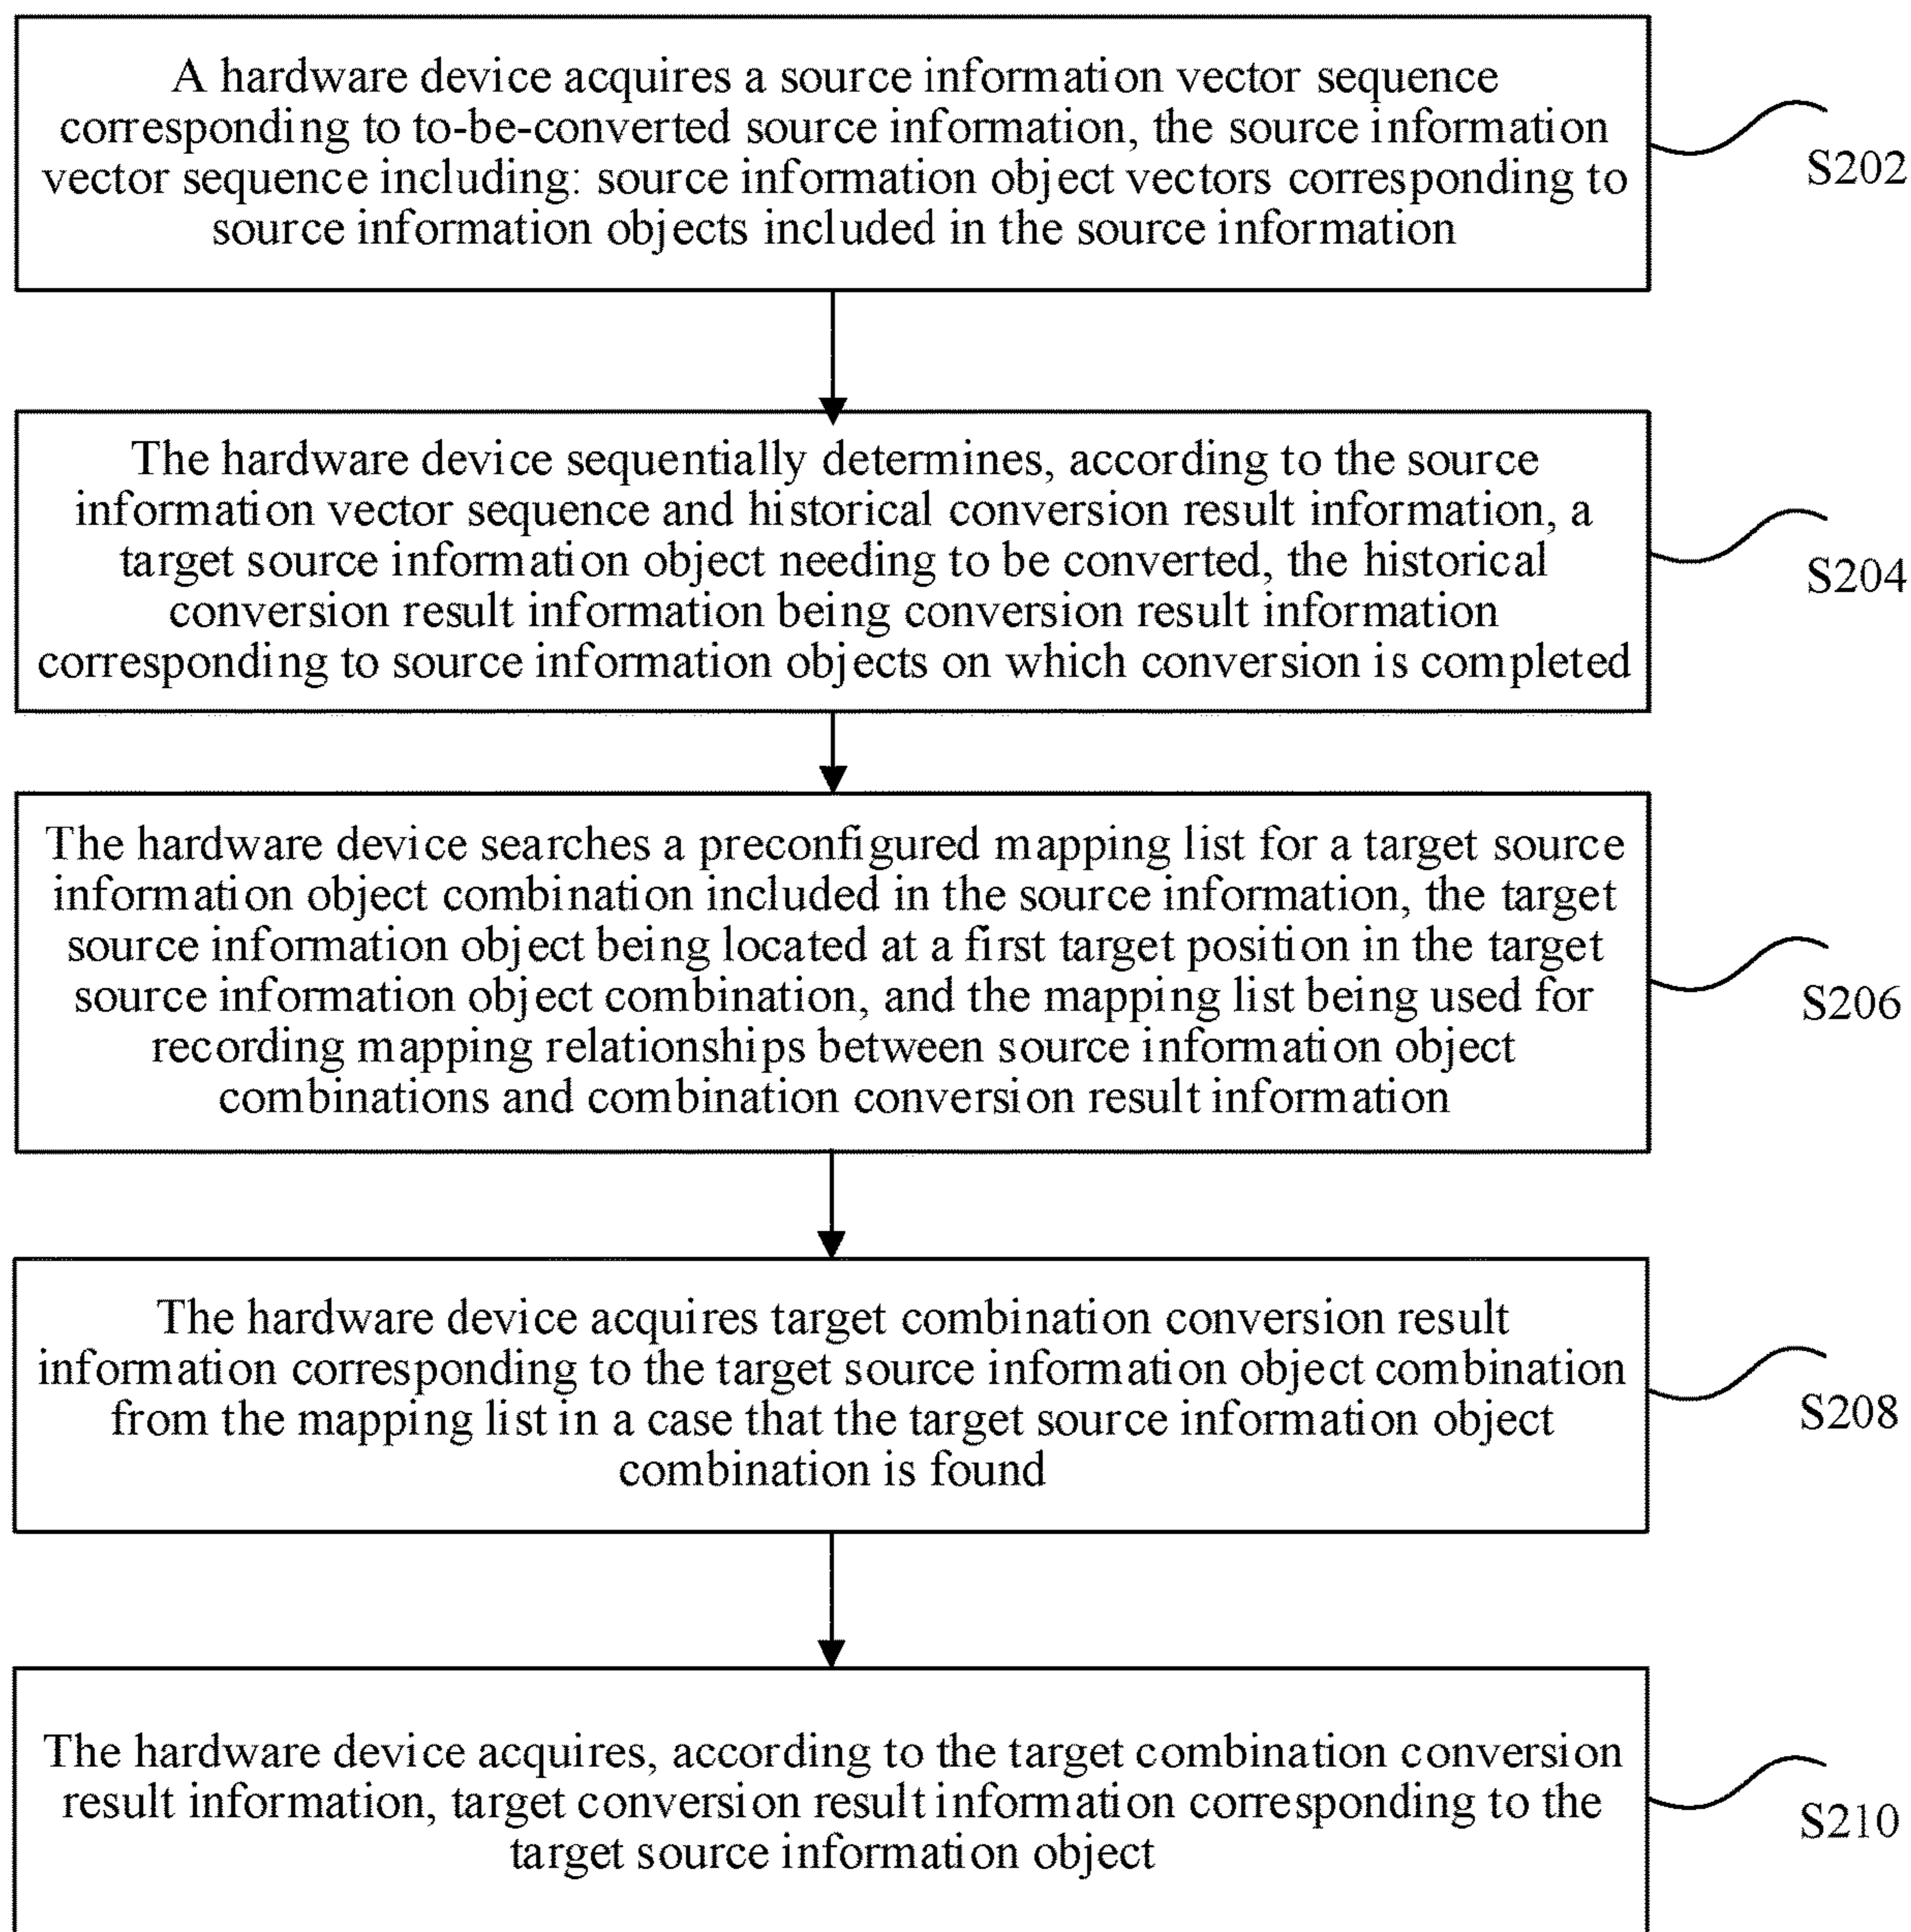 A hardware device acquires a source information vector sequence
corresponding to to-be-converted source information, the source information
vector sequence including: source information object vectors corresponding to
source information objects included in the source information
S202
The hardware device sequentially determines, according to the source
information vector sequence and historical conversion result information, a
target source information object needing to be converted, the historical
conversion result information being conversion result information
corresponding to source information objects on which conversion is completed
S204
The hardware device searches a preconfigured mapping list for a target source
information object combination included in the source information, the target
source information object being located at a first target position in the target
source information object combination, and the mapping list being used for
recording mapping relationships between source information object
combinations and combination conversion result information
S206
The hardware device acquires target combination conversion result
information corresponding to the target source information object combination
from the mapping list in a case that the target source information object
combination is found
S208
The hardware device acquires, according to the target combination conversion
result information, target conversion result information corresponding to the
target source information object
S210